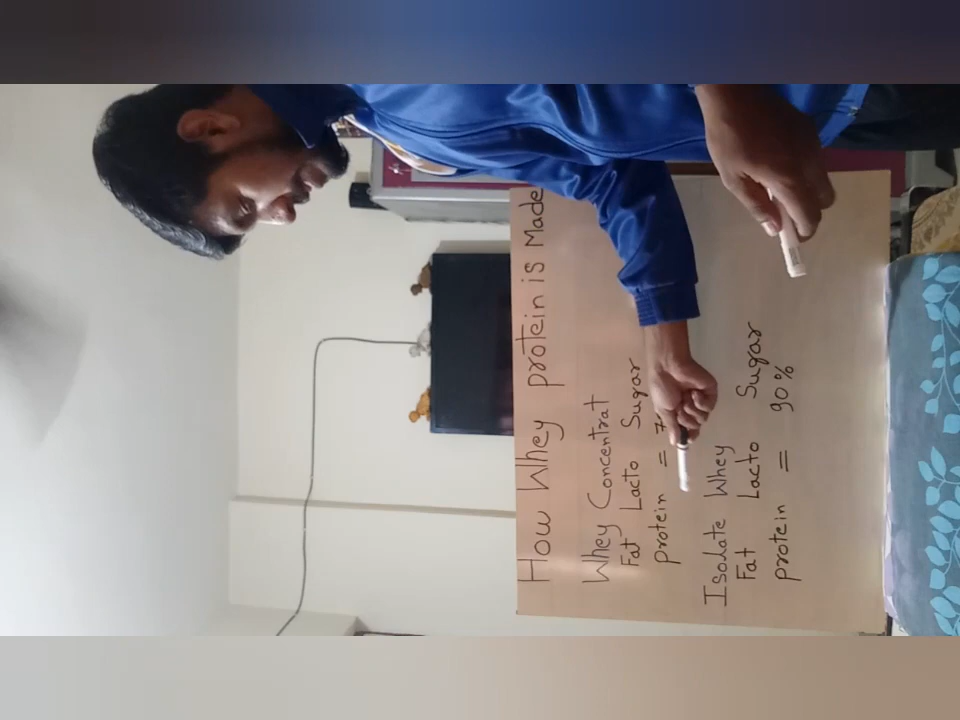 How Whey protein is Made
Whey Concentrat
Fat Lacto Sugar
protein = 7
Isolate Whey
Fat Lacto Sugar
protein = 90%